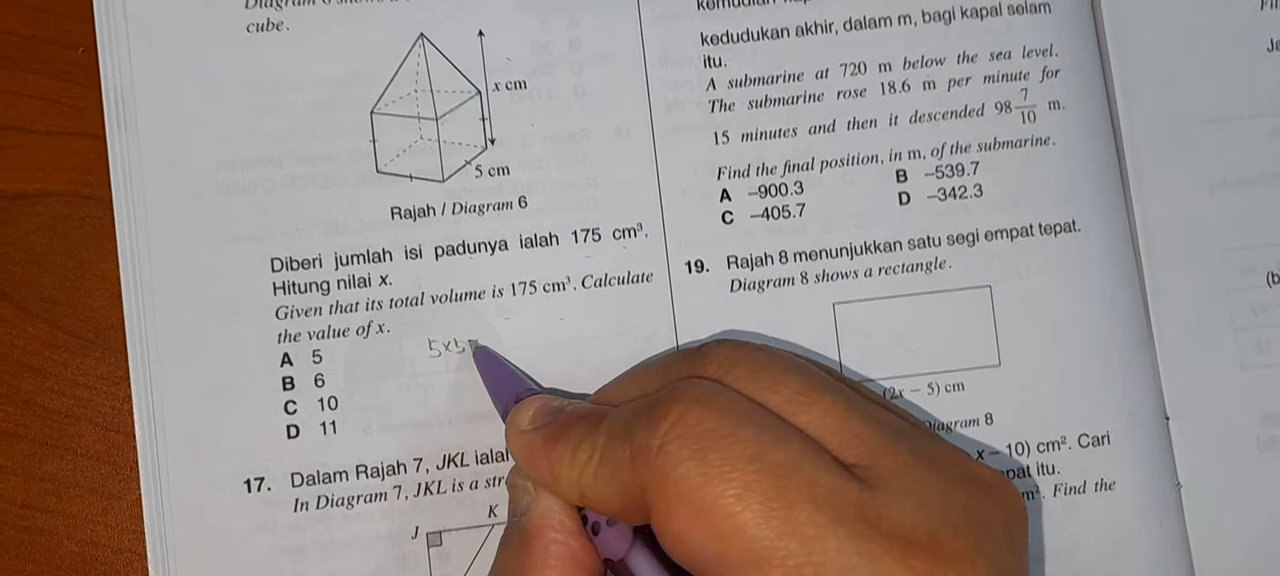 cube.
x cm
5 cm
Rajah / Diagram 6
Diberi jumlah isi padunya ialah 175 cm³.
Hitung nilai x.
Given that its total volume is 175 cm³. Calculate
the value of x.
5×5
A 5
B 6
C 10
D 11
17. Dalam Rajah 7, JKL ialah
In Diagram 7, JKL is a str
K
J
kedudukan akhir, dalam m, bagi kapal selam
itu.
A submarine at 720 m below the sea level.
The submarine rose 18.6 m per minute for
15 minutes and then it descended 98 7/10 m.
Find the final position, in m, of the submarine.
A –900.3 B –539.7
C –405.7 D –342.3
19. Rajah 8 menunjukkan satu segi empat tepat.
Diagram 8 shows a rectangle.
(2x – 5) cm
Diagram 8
x – 10) cm². Cari
pat itu.
m². Find the
(b